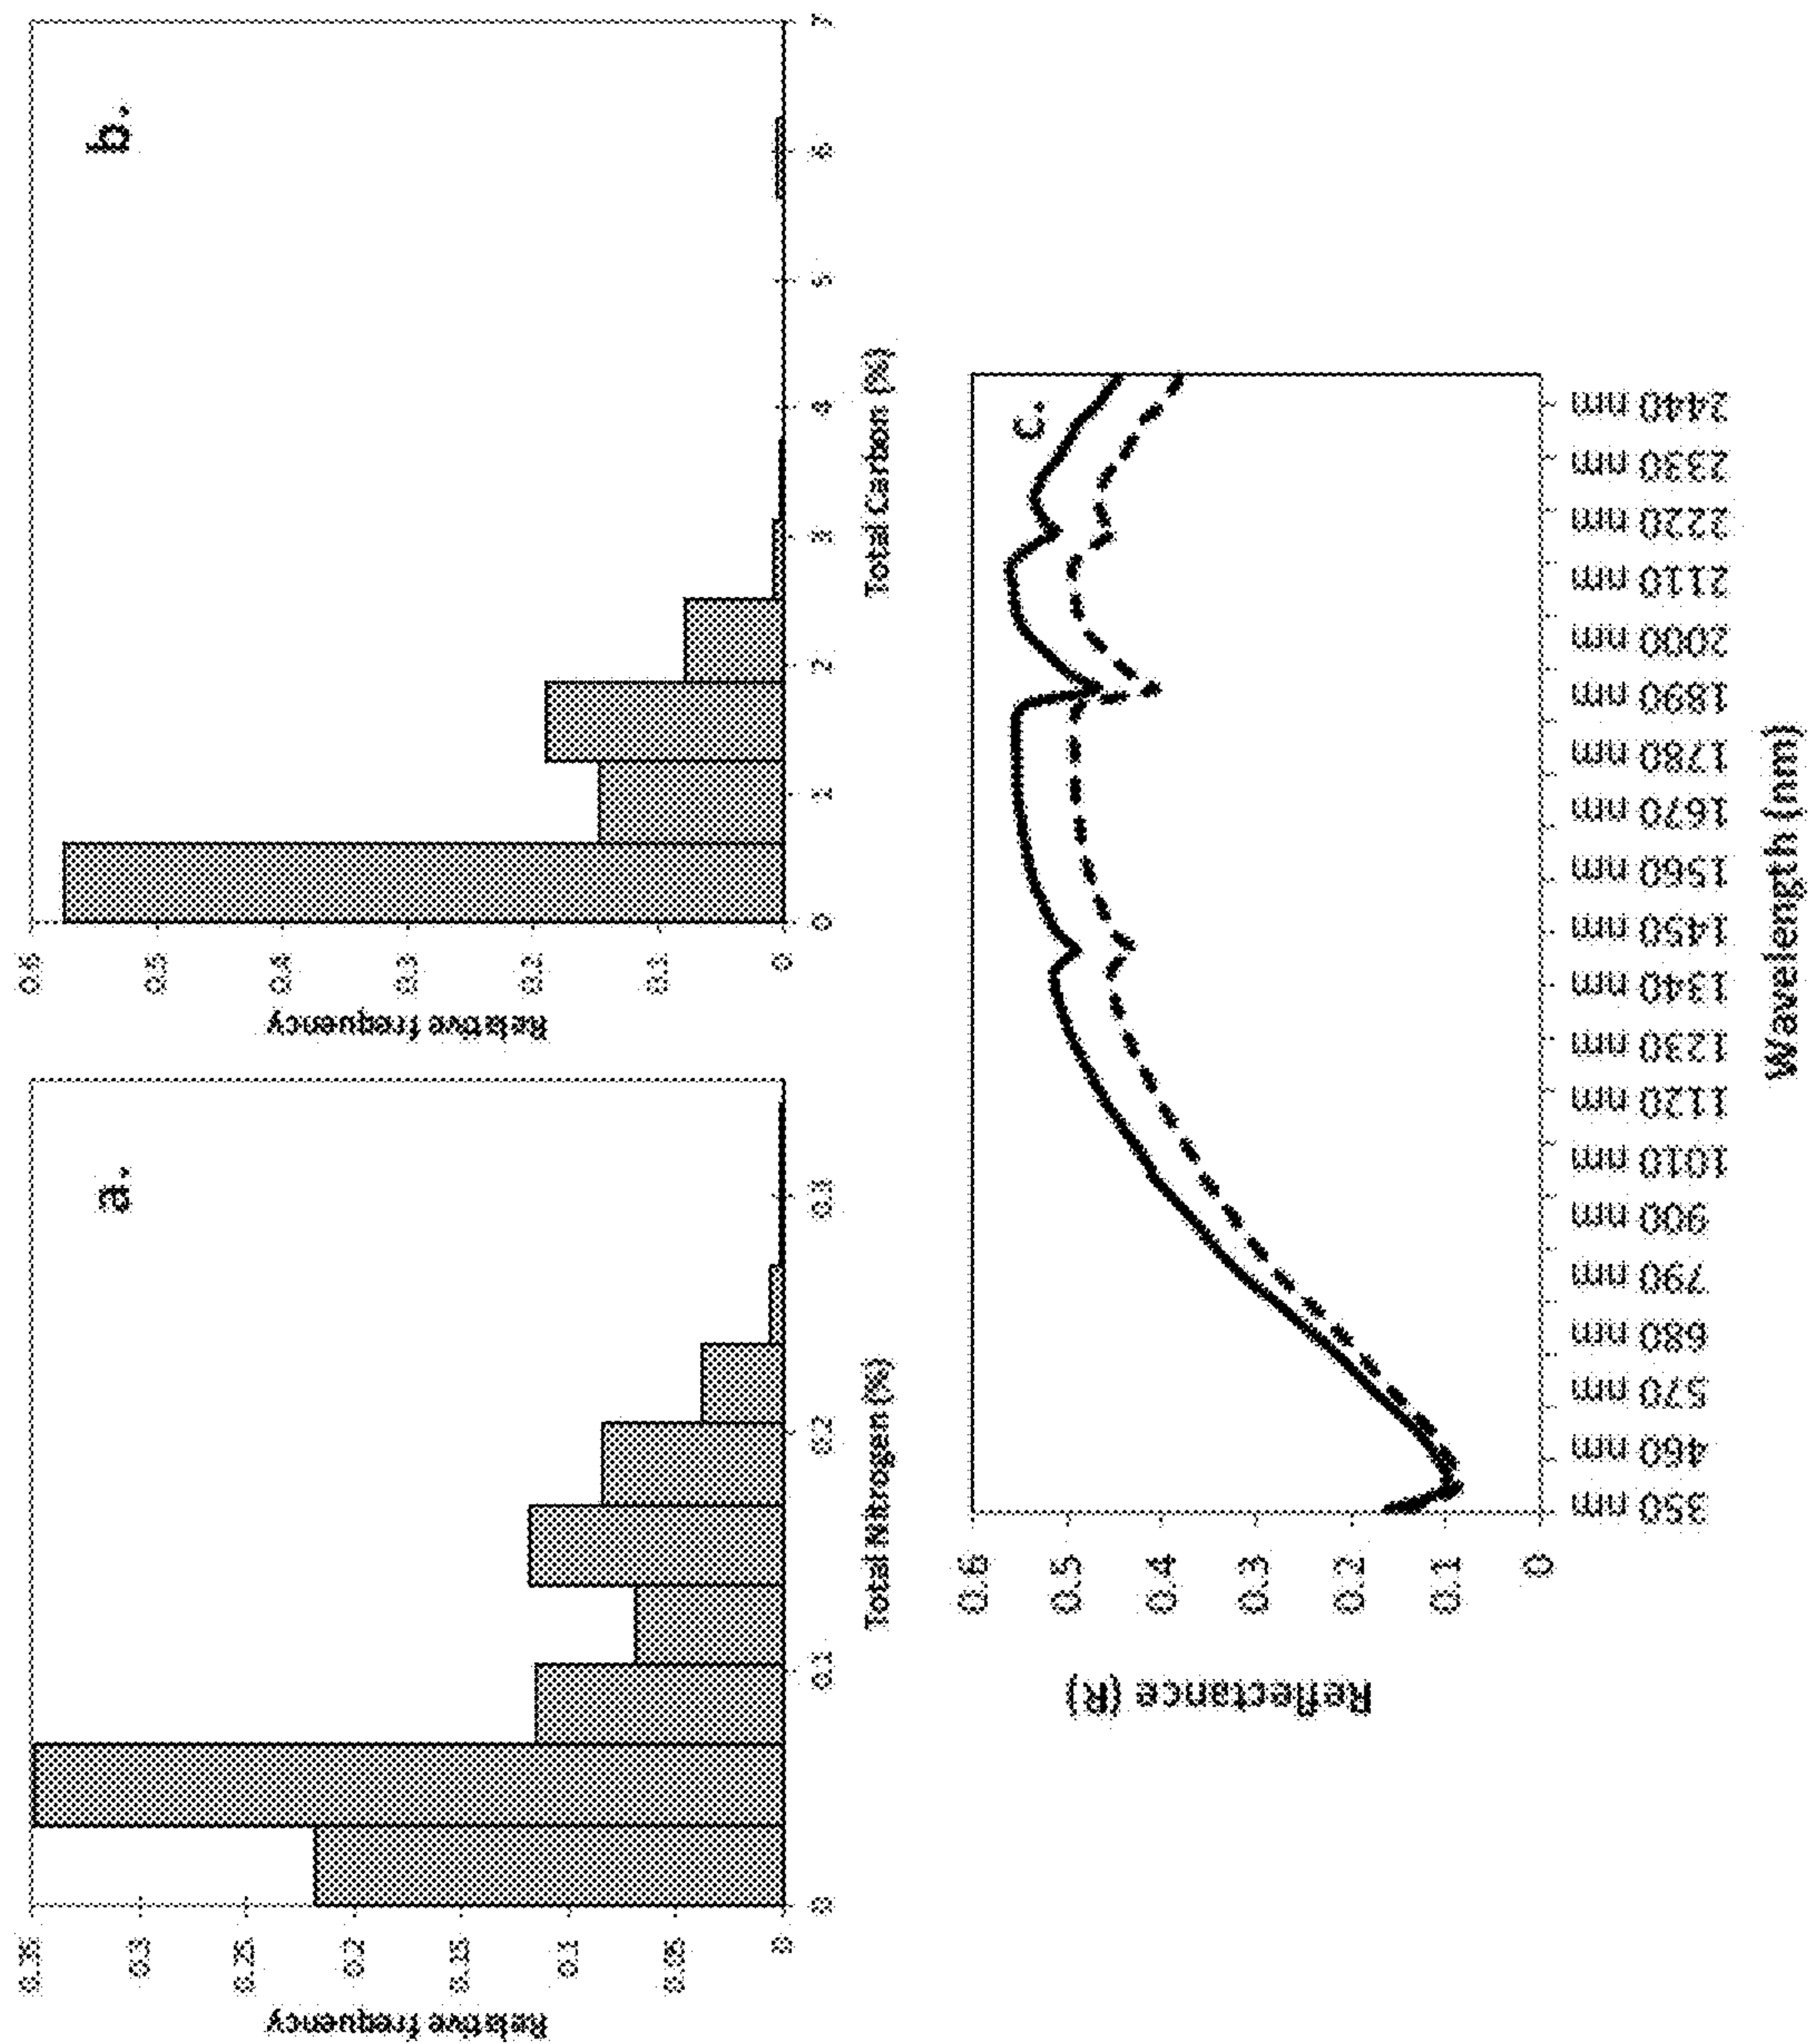 a.
Relative frequency
0.35
0.3
0.25
0.2
0.15
0.1
0.05
0
0 0.1 0.2 0.3
Total Nitrogen (%)
b.
Relative frequency
0.6
0.5
0.4
0.3
0.2
0.1
0
0 1 2 3 4 5 6 7
Total Carbon (%)
c.
Reflectance (R)
0.6
0.5
0.4
0.3
0.2
0.1
0
350 nm
460 nm
570 nm
680 nm
790 nm
900 nm
1010 nm
1120 nm
1230 nm
1340 nm
1450 nm
1560 nm
1670 nm
1780 nm
1890 nm
2000 nm
2110 nm
2220 nm
2330 nm
2440 nm
Wavelength (nm)